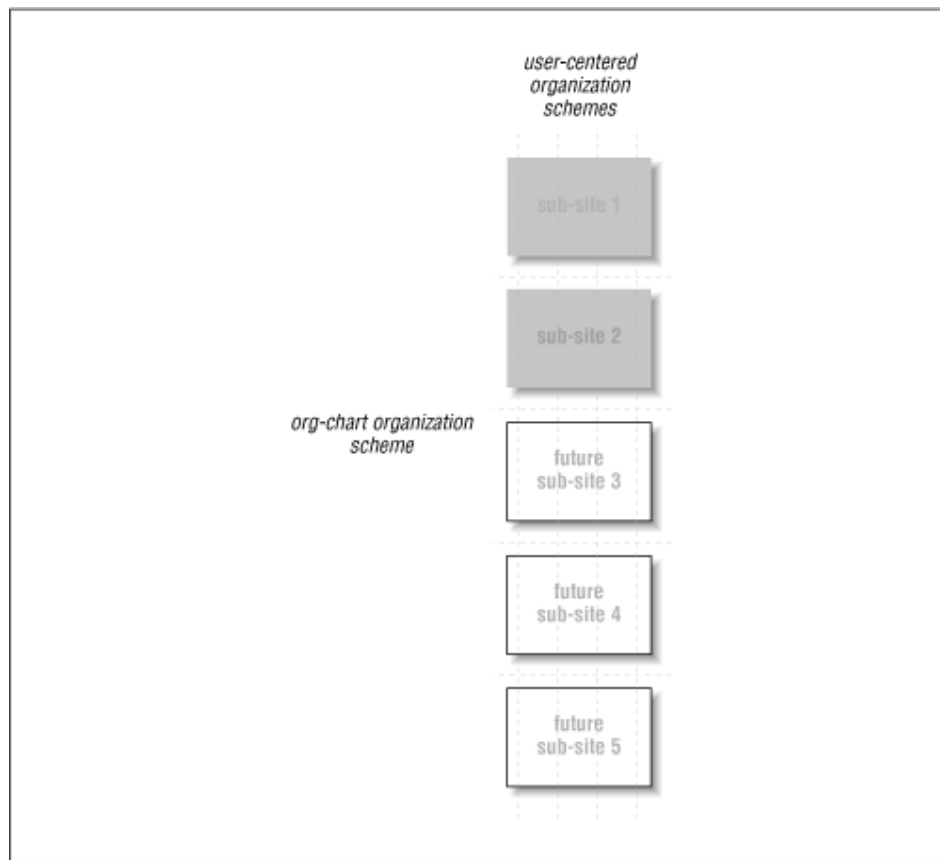 user-centered
organization
schemes
sub-site 1
sub-site 2
org-chart organization
scheme
future
sub-site 3
future
sub-site 4
future
sub-site 5